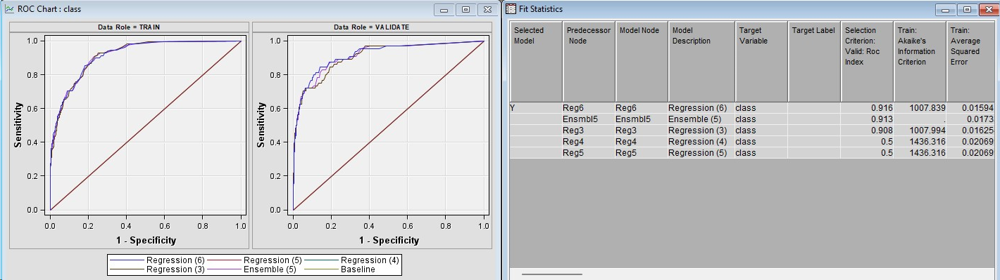 ROC Chart : class
Data Role = TRAIN
Data Role = VALIDATE
Sensitivity
1.0
0.8
0.6
0.4
0.2
0.0
0.0 0.2 0.4 0.6 0.8 1.0
1 - Specificity
Sensitivity
1.0
0.8
0.6
0.4
0.2
0.0
0.0 0.2 0.4 0.6 0.8 1.0
1 - Specificity
Regression (6) Regression (5) Regression (4)
Regression (3) Ensemble (5) Baseline
Fit Statistics
Selected
Model
Predecessor
Node
Model Node
Model
Description
Target
Variable
Target Label
Selection
Criterion:
Valid: Roc
Index
Train:
Akaike's
Information
Criterion
Train:
Average
Squared
Error
Y Reg6 Reg6 Regression (6) class 0.916 1007.839 0.01594
Ensmbl5 Ensmbl5 Ensemble (5) class 0.913 . 0.0173
Reg3 Reg3 Regression (3) class 0.908 1007.994 0.01625
Reg4 Reg4 Regression (4) class 0.5 1436.316 0.02069
Reg5 Reg5 Regression (5) class 0.5 1436.316 0.02069